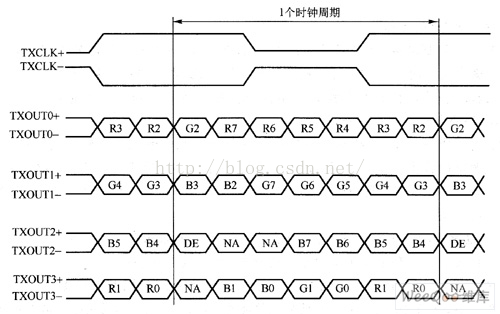 1个时钟周期
TXCLK+
TXCLK−
TXOUT0+
TXOUT0−
R3 R2 G2 R7 R6 R5 R4 R3 R2 G2
http://blog.csdn.net/
TXOUT1+
TXOUT1−
G4 G3 B3 B2 G7 G6 G5 G4 G3 B3
TXOUT2+
TXOUT2−
B5 B4 DE NA NA B7 B6 B5 B4 DE
TXOUT3+
TXOUT3−
R1 R0 NA B1 B0 G1 G0 R1 R0 NA
WeeQoo维库